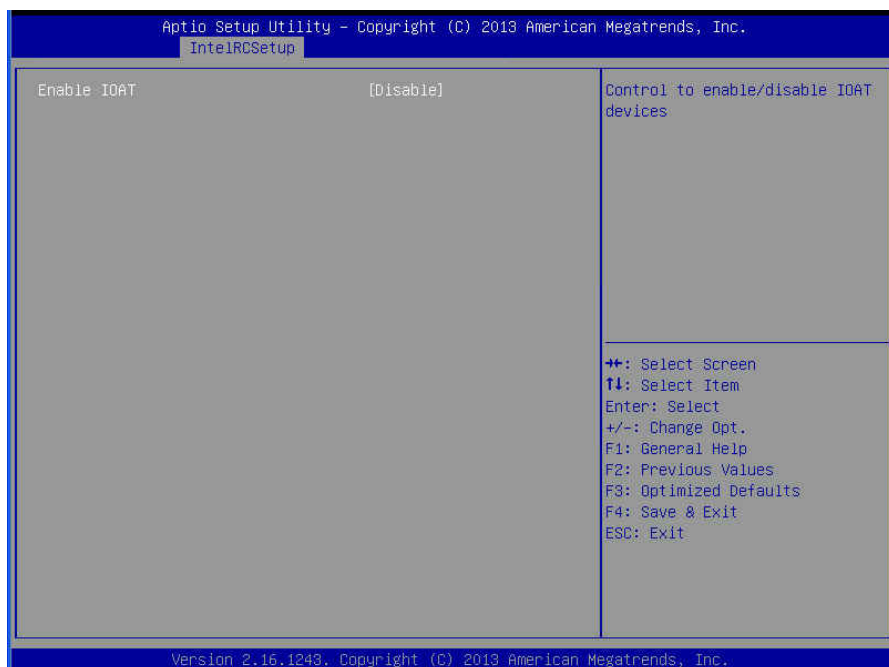 Aptio Setup Utility – Copyright (C) 2013 American Megatrends, Inc.
IntelRCSetup
Enable IOAT [Disable]
Control to enable/disable IOAT
devices
→←: Select Screen
↑↓: Select Item
Enter: Select
+/-: Change Opt.
F1: General Help
F2: Previous Values
F3: Optimized Defaults
F4: Save & Exit
ESC: Exit
Version 2.16.1243. Copyright (C) 2013 American Megatrends, Inc.